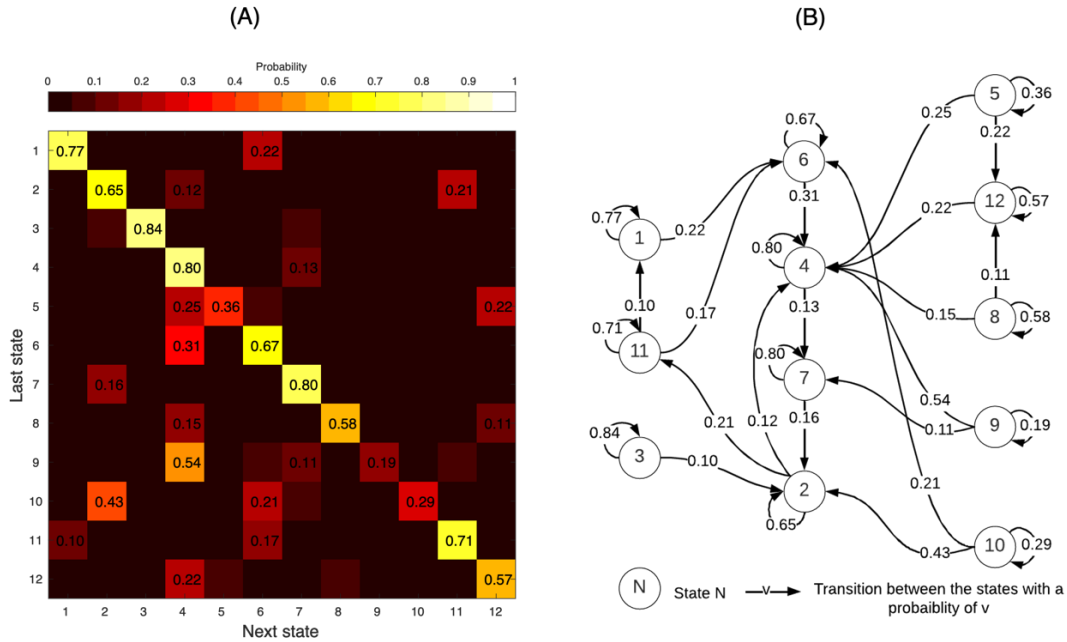 (A)
(B)
Probability
0 0.1 0.2 0.3 0.4 0.5 0.6 0.7 0.8 0.9 1
Last state
1 0.77 0.22
2 0.65 0.12 0.21
3 0.84
4 0.80 0.13
5 0.25 0.36 0.22
6 0.31 0.67
7 0.16 0.80
8 0.15 0.58 0.11
9 0.54 0.11 0.19
10 0.43 0.21 0.29
11 0.10 0.17 0.71
12 0.22 0.57
1 2 3 4 5 6 7 8 9 10 11 12
Next state
5 0.36
0.25
0.22
0.67
6
0.31
12 0.57
0.22
0.77
1 0.22
0.80
4
0.11
0.10
0.13
0.15
8 0.58
0.71
11
0.17
0.80
7
0.16
0.54
0.11
9 0.19
0.84
3 0.10
0.21
0.12
2
0.65
0.21
0.43
10 0.29
N State N v Transition between the states with a
probaiblity of v